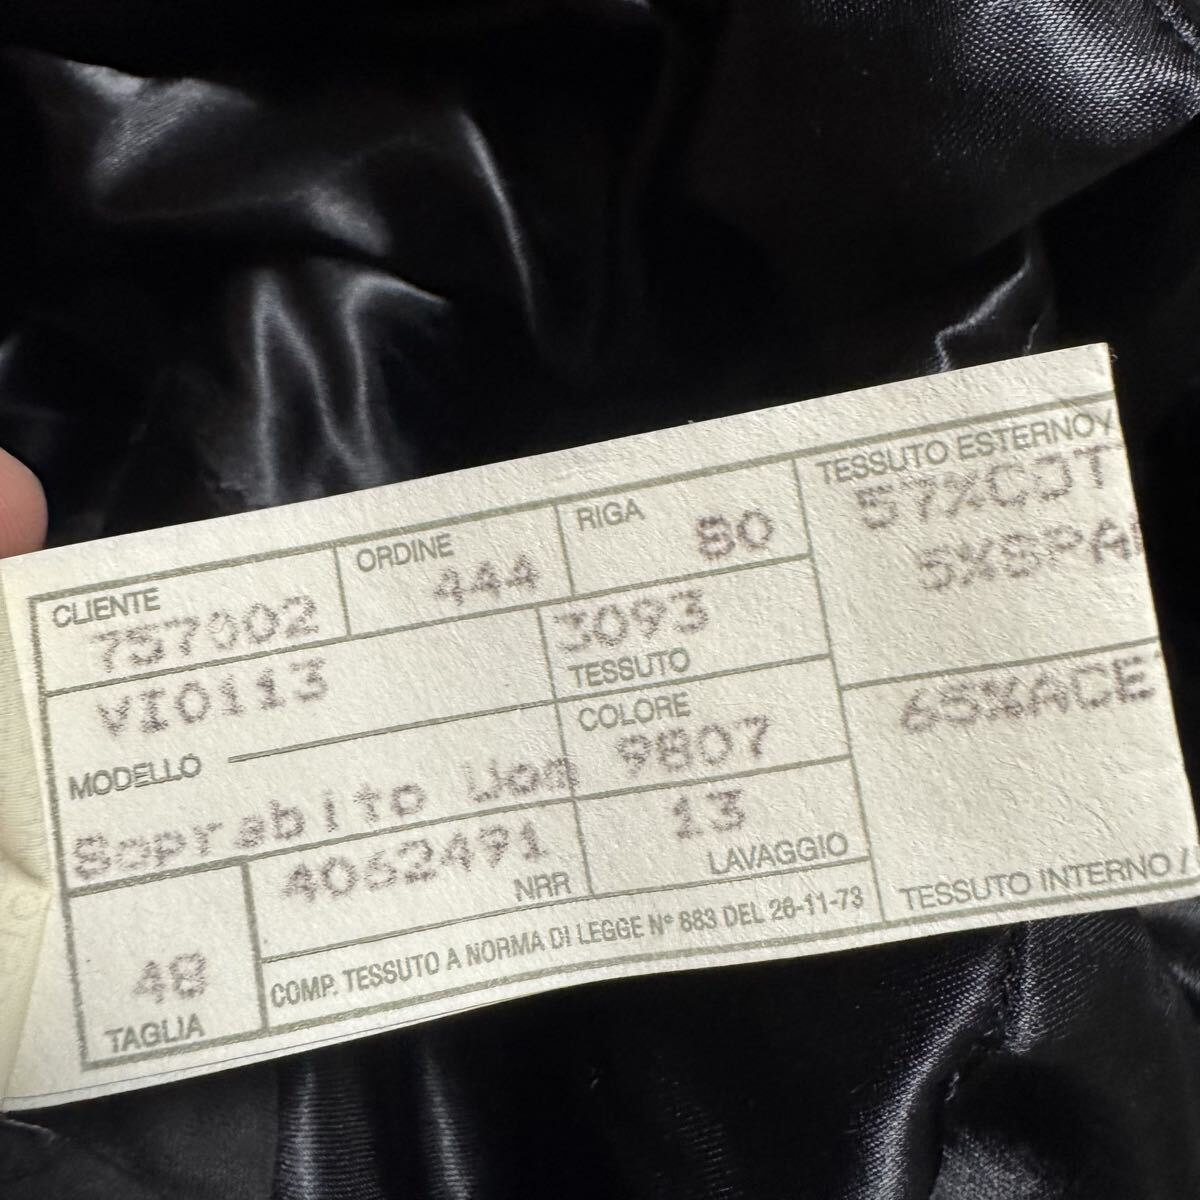 CLIENTE 757002 ORDINE 444 RIGA 80
VI0113 3093 TESSUTO
MODELLO COLORE 9807
Soprabito Uom
4062491 NRR 13 LAVAGGIO
48 TAGLIA
COMP. TESSUTO A NORMA DI LEGGE N° 883 DEL 26-11-73
TESSUTO ESTERNO
57%COT
5%SPA
65%ACE
TESSUTO INTERNO /